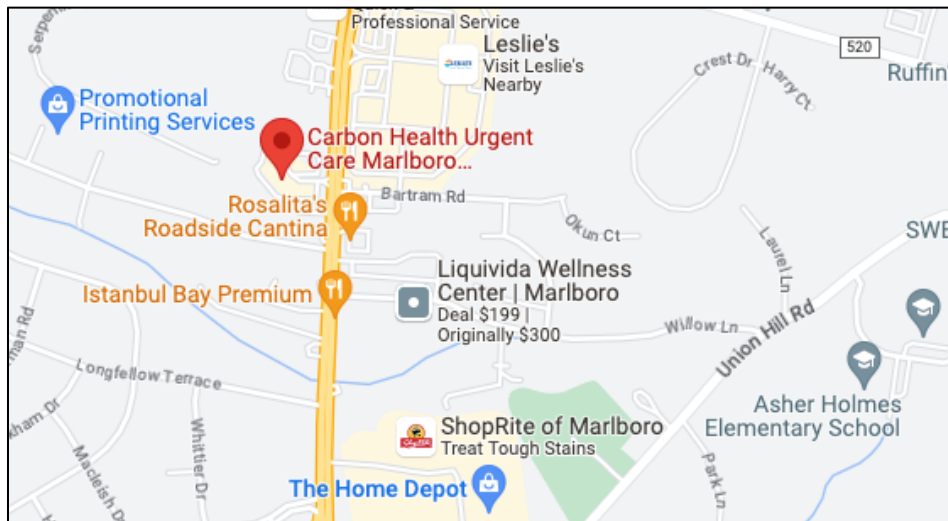 Professional Service
Leslie's
Visit Leslie's
Nearby
520
Crest Dr
Harry Ct
Ruffin'
Promotional
Printing Services
Carbon Health Urgent
Care Marlboro...
Bartram Rd
Rosalita's
Roadside Cantina
Okun Ct
Laurel Ln
SWE
Liquivida Wellness
Center | Marlboro
Deal $199 |
Originally $300
Istanbul Bay Premium
Willow Ln
Union Hill Rd
Longfellow Terrace
Asher Holmes
Elementary School
Whittier Dr
Macleish Dr
ShopRite of Marlboro
Treat Tough Stains
The Home Depot
Park Ln